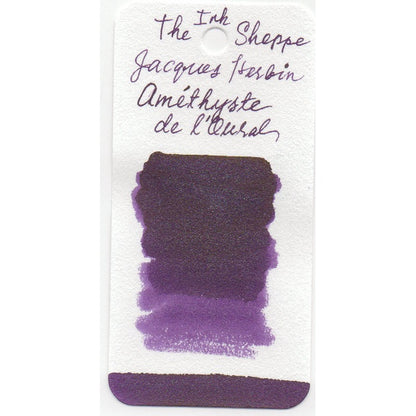 The Ink Sheppe
Jacques Herbin
Améthyste
de l'Oural